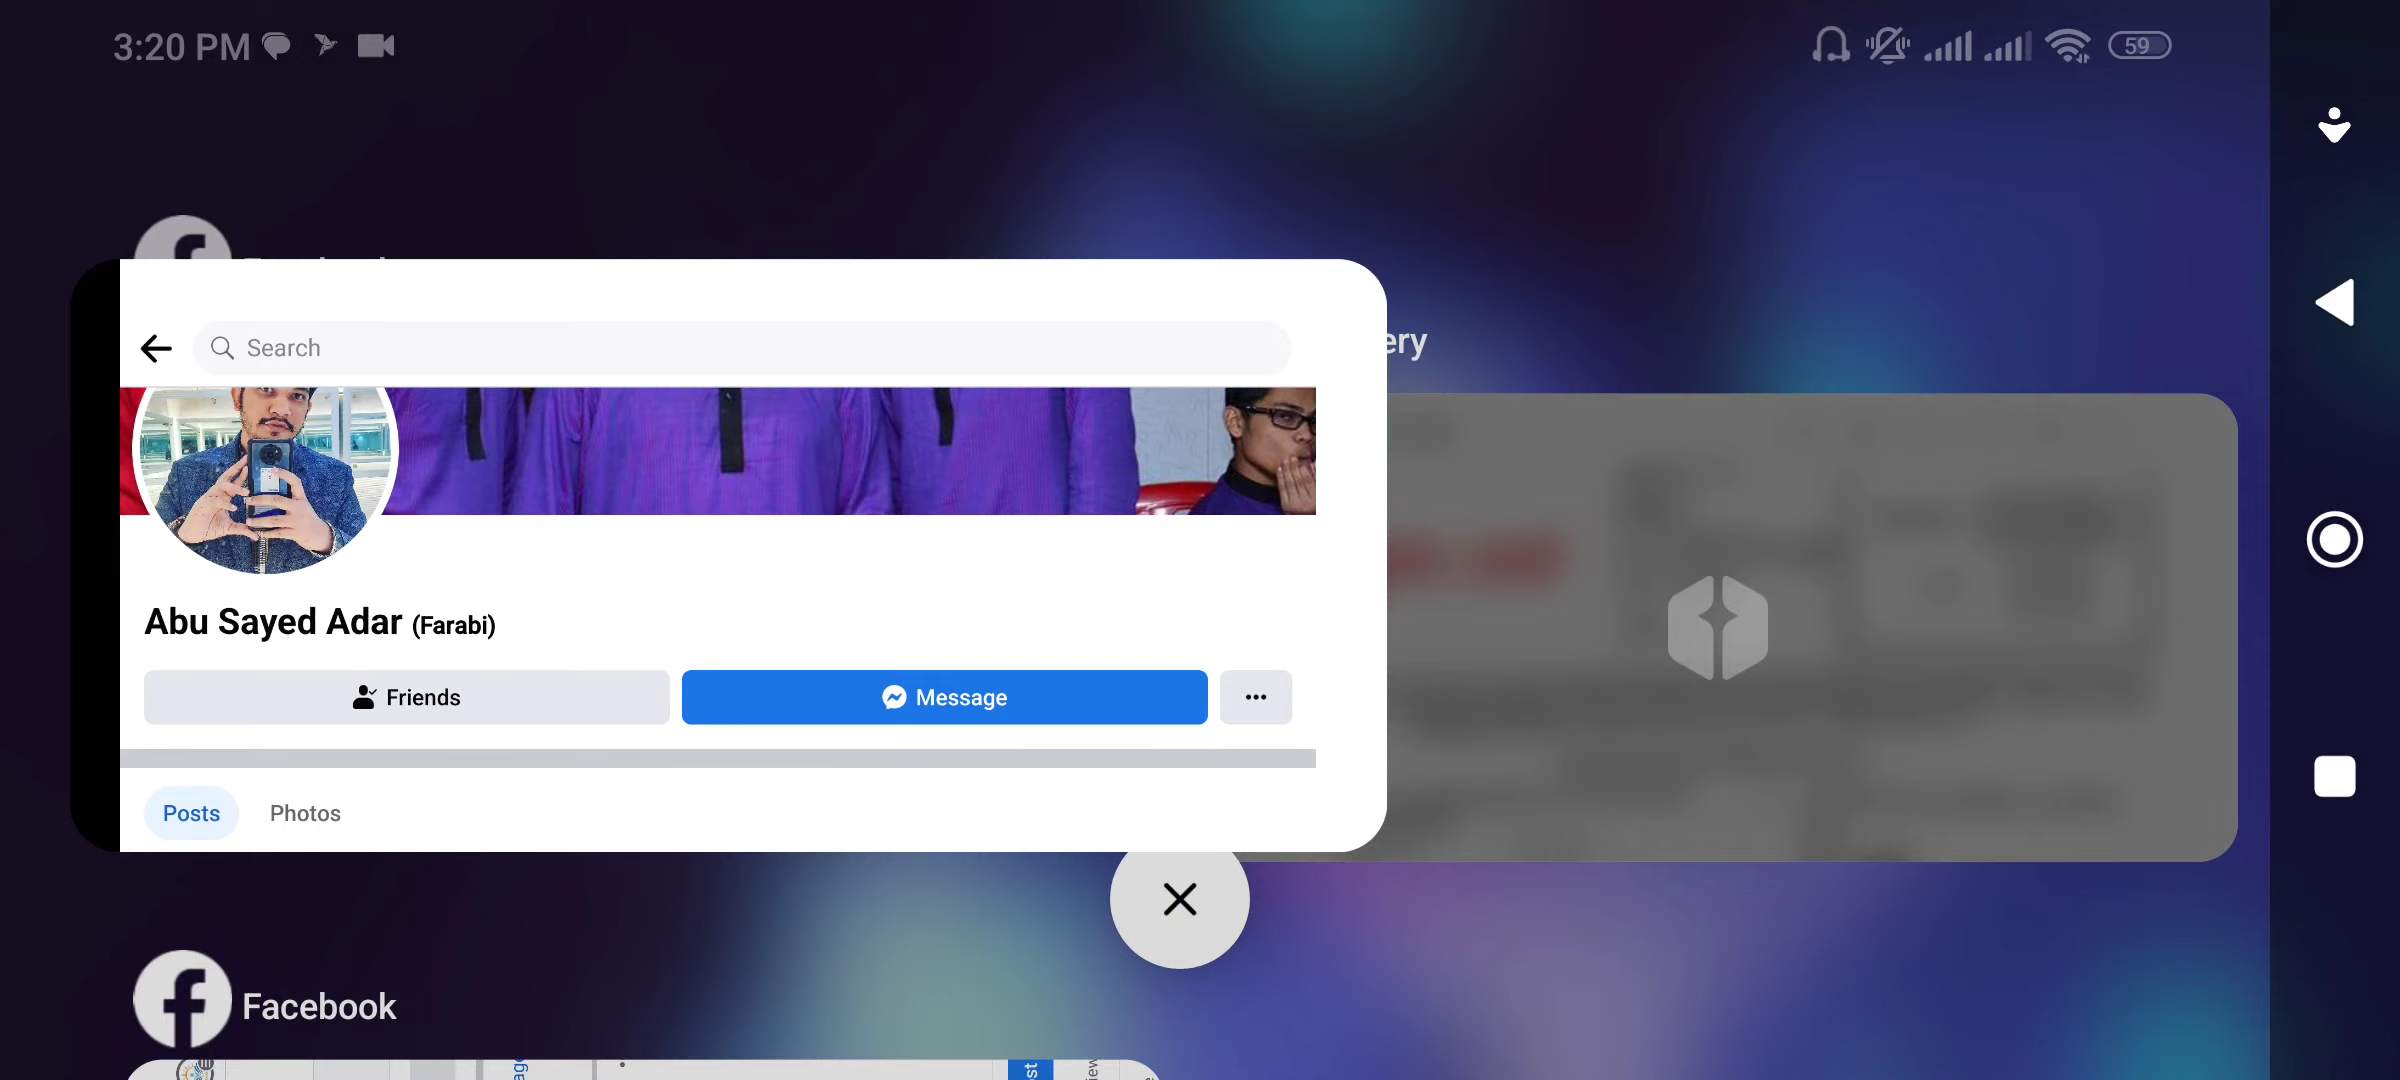 3:20 PM
59
Search
ery
Abu Sayed Adar (Farabi)
Friends
Message
Posts
Photos
Facebook